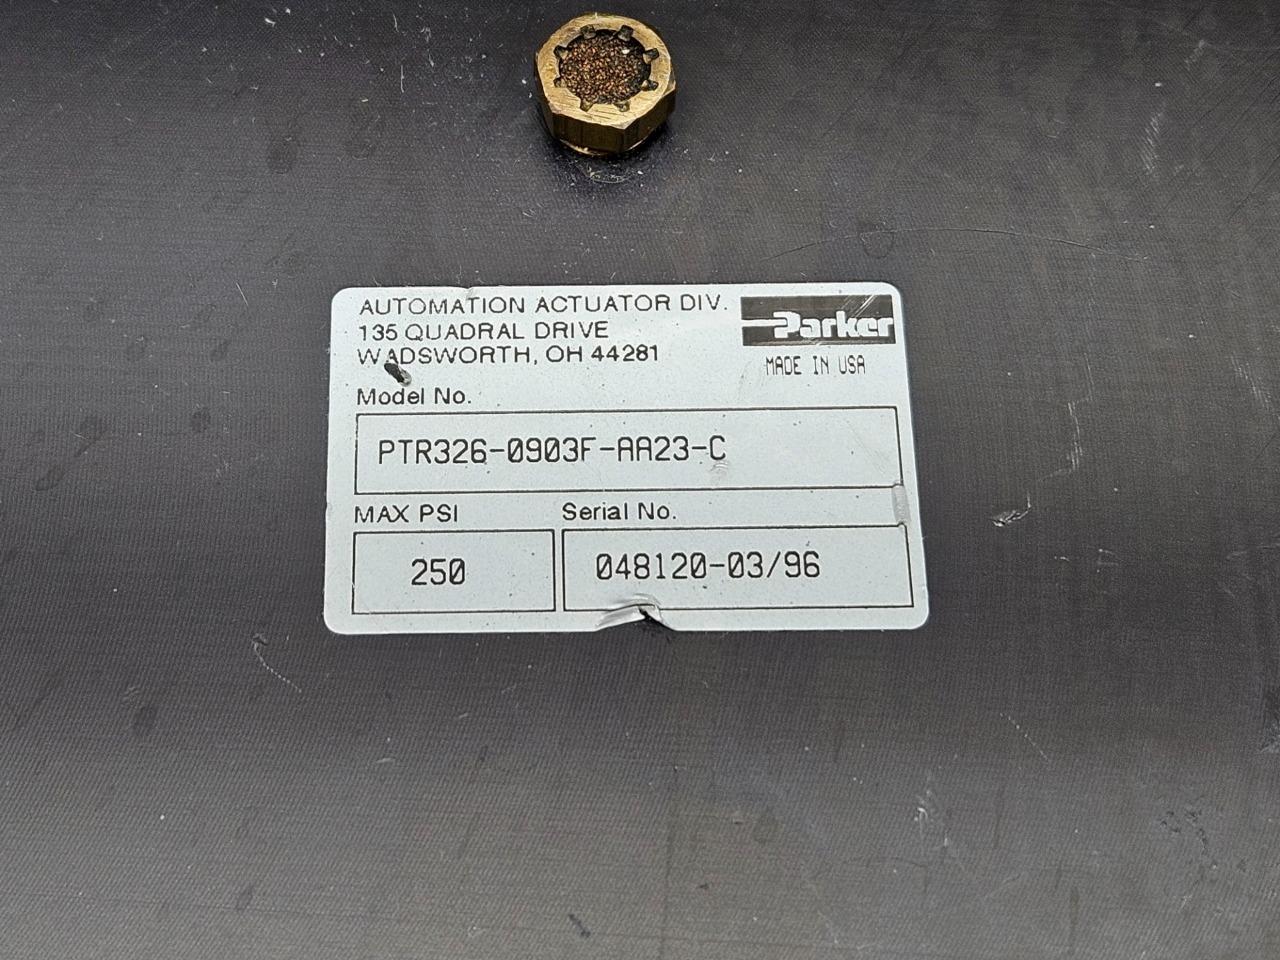 AUTOMATION ACTUATOR DIV.
135 QUADRAL DRIVE
WADSWORTH, OH 44281
Parker
MADE IN USA
Model No.
PTR326-0903F-AA23-C
MAX PSI
Serial No.
250
048120-03/96